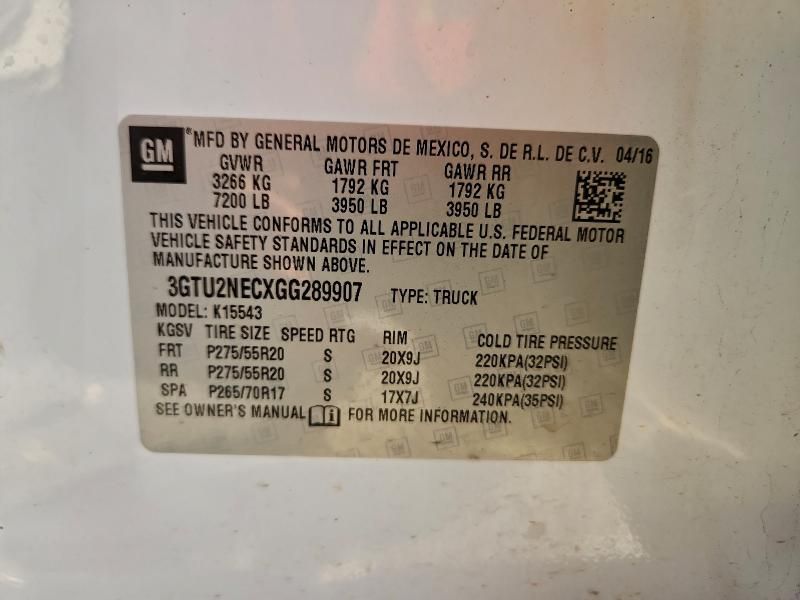 GM ® MFD BY GENERAL MOTORS DE MEXICO, S. DE R.L. DE C.V. 04/16
GVWR GAWR FRT GAWR RR
3266 KG 1792 KG 1792 KG
7200 LB 3950 LB 3950 LB
THIS VEHICLE CONFORMS TO ALL APPLICABLE U.S. FEDERAL MOTOR
VEHICLE SAFETY STANDARDS IN EFFECT ON THE DATE OF
MANUFACTURE SHOWN ABOVE.
3GTU2NECXGG289907 TYPE: TRUCK
MODEL: K15543
KGSV TIRE SIZE SPEED RTG RIM COLD TIRE PRESSURE
FRT P275/55R20 S 20X9J 220KPA(32PSI)
RR P275/55R20 S 20X9J 220KPA(32PSI)
SPA P265/70R17 S 17X7J 240KPA(35PSI)
SEE OWNER'S MANUAL FOR MORE INFORMATION.